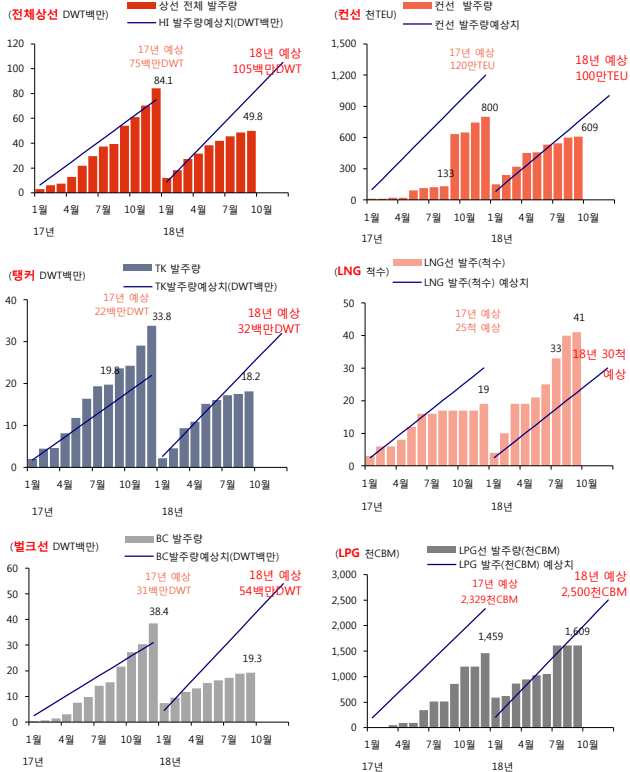 (전체상선 DWT백만)
상선 전체 발주량
HI 발주량예상치(DWT백만)
17년 예상
75백만DWT
18년 예상
105백만DWT
120
100
80
60
40
20
0
84.1
49.8
1월 4월 7월 10월 1월 4월 7월 10월
17년 18년
(컨선 천TEU)
컨선 발주량
컨선 발주량예상치
17년 예상
120만TEU
18년 예상
100만TEU
1,500
1,200
900
600
300
0
133
800
609
1월 4월 7월 10월 1월 4월 7월 10월
17년 18년
(탱커 DWT백만)
TK 발주량
TK발주량예상치(DWT백만)
17년 예상
22백만DWT
18년 예상
32백만DWT
40
30
20
10
0
19.8
33.8
18.2
1월 4월 7월 10월 1월 4월 7월 10월
17년 18년
(LNG 척수)
LNG선 발주(척수)
LNG 발주(척수) 예상치
17년 예상
25척 예상
18년 30척
예상
50
40
30
20
10
0
19
33
41
1월 4월 7월 10월 1월 4월 7월 10월
17년 18년
(벌크선 DWT백만)
BC 발주량
BC발주량예상치(DWT백만)
17년 예상
31백만DWT
18년 예상
54백만DWT
60
50
40
30
20
10
0
38.4
19.3
1월 4월 7월 10월 1월 4월 7월 10월
17년 18년
(LPG 천CBM)
LPG선 발주량(천CBM)
LPG 발주(천CBM) 예상치
17년 예상
2,329천CBM
18년 예상
2,500천CBM
3,000
2,500
2,000
1,500
1,000
500
0
1,459
1,609
1월 4월 7월 10월 1월 4월 7월 10월
17년 18년